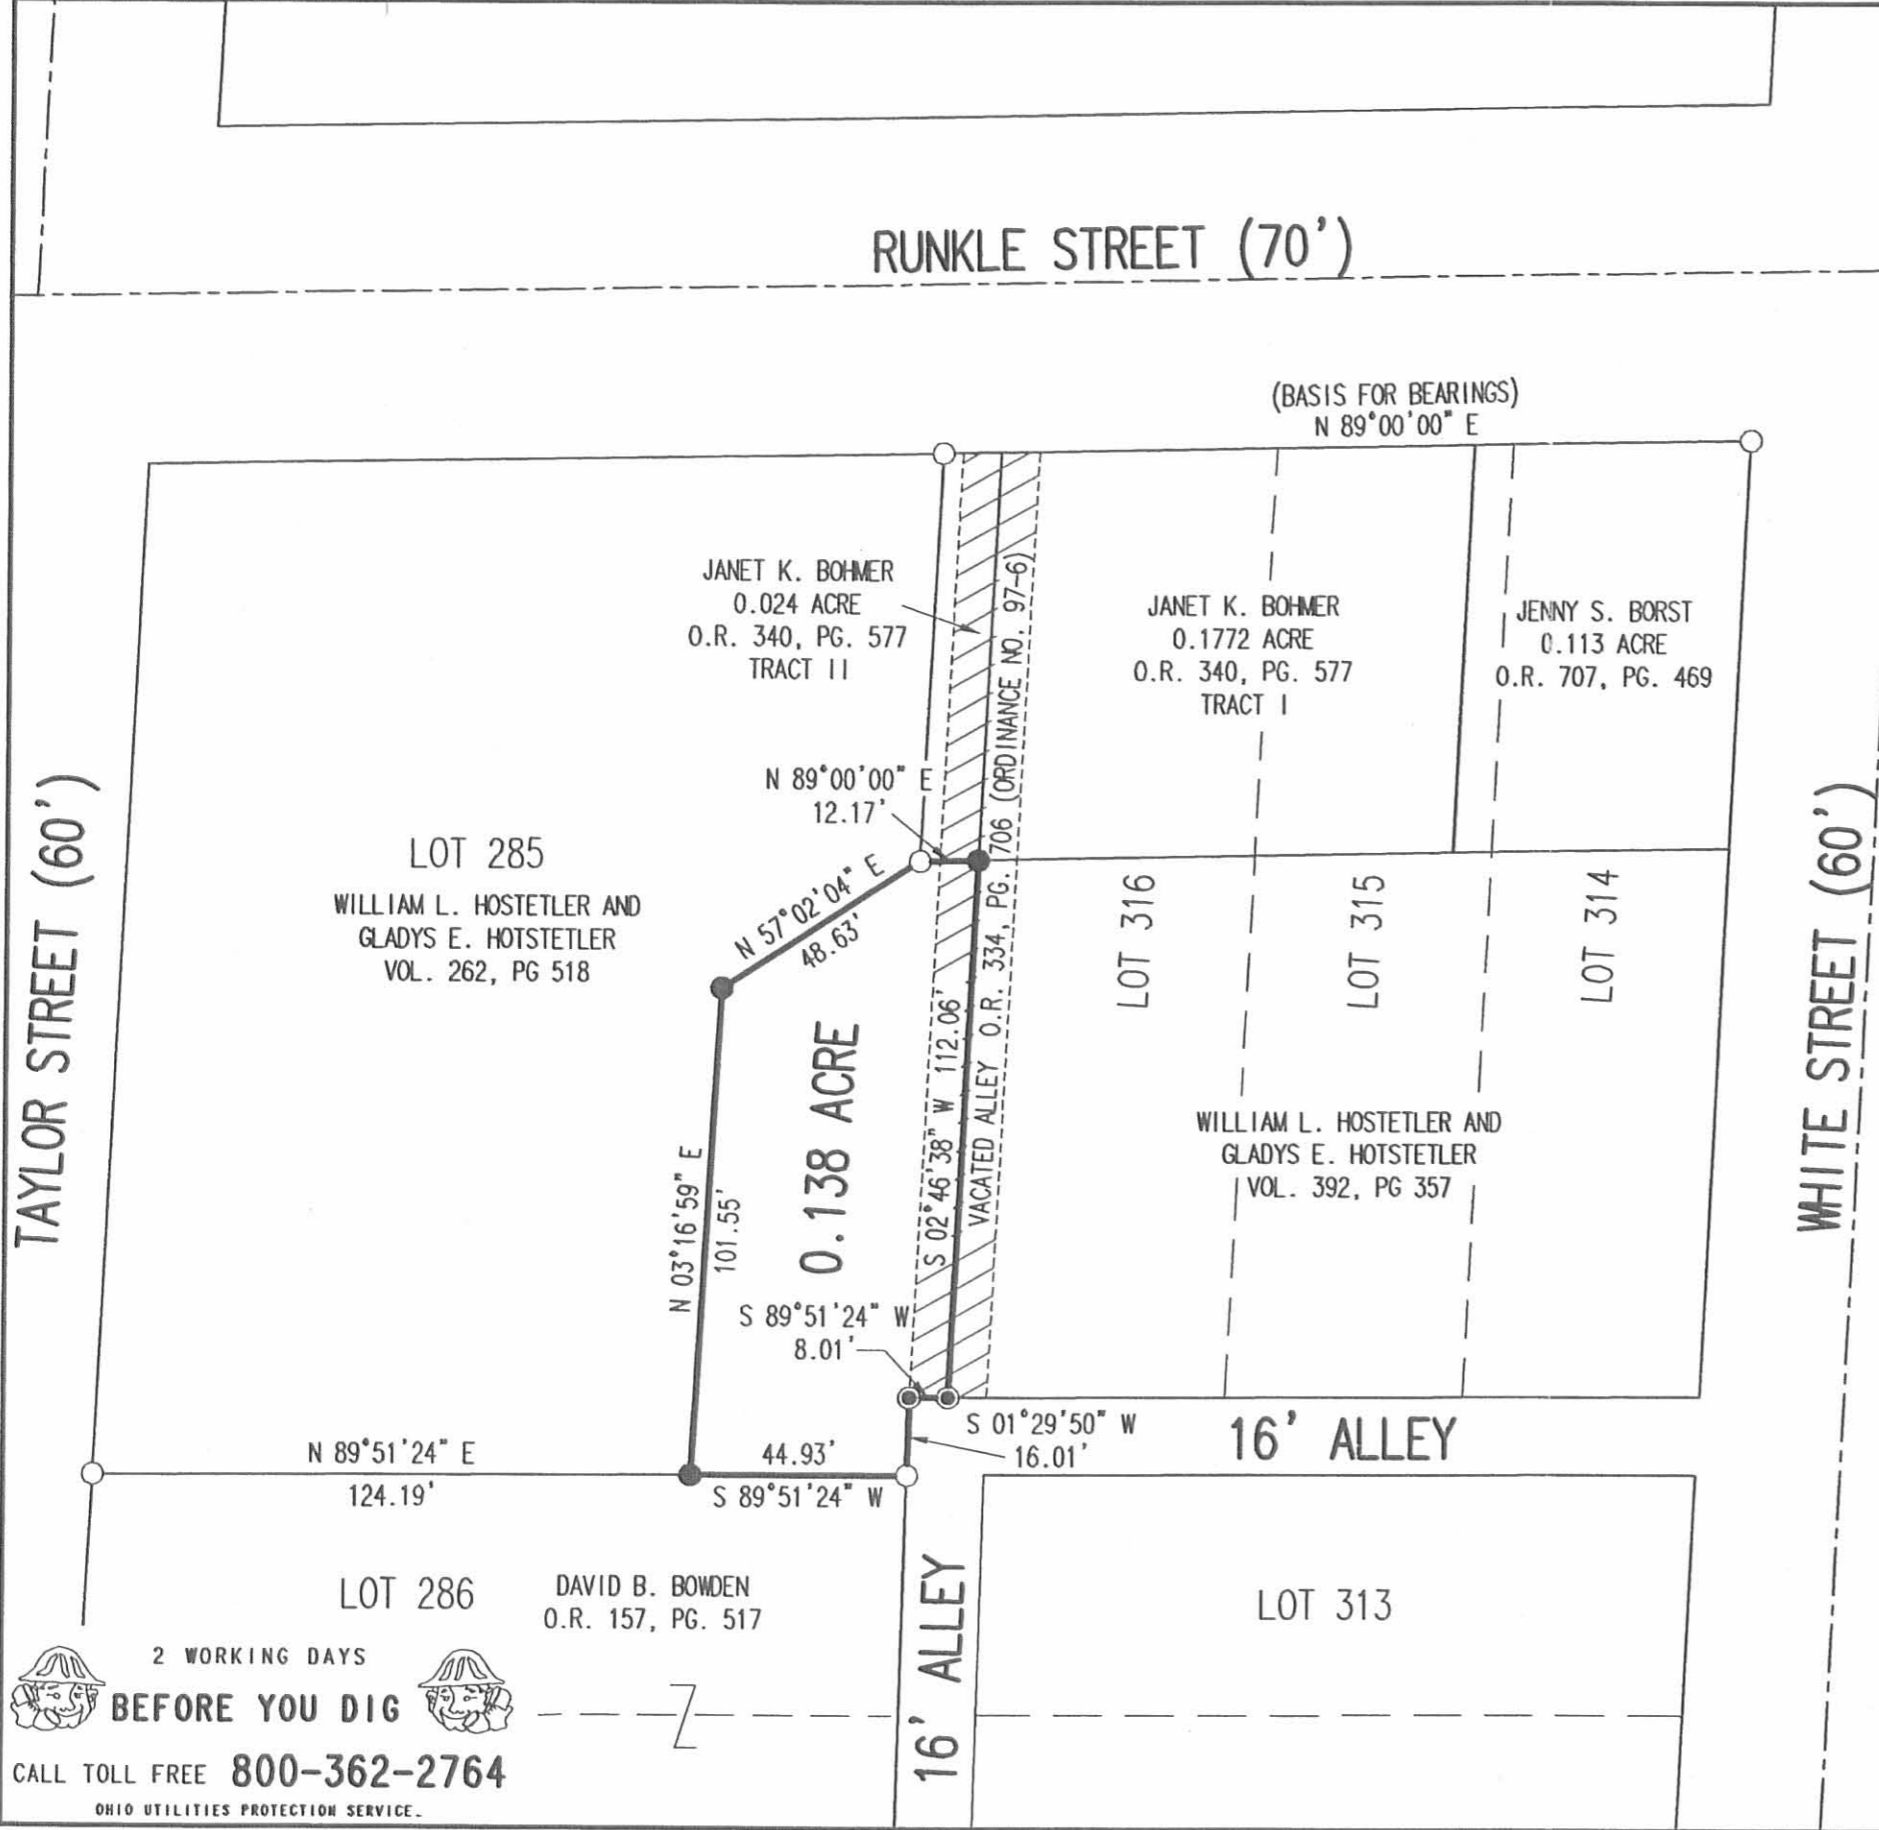 RUNKLE STREET (70')
(BASIS FOR BEARINGS)
N 89°00'00" E
JANET K. BOHMER
0.024 ACRE
O.R. 340, PG. 577
TRACT II
JANET K. BOHMER
0.1772 ACRE
O.R. 340, PG. 577
TRACT I
JENNY S. BORST
0.113 ACRE
O.R. 707, PG. 469
N 89°00'00" E
12.17'
LOT 285
WILLIAM L. HOSTETLER AND
GLADYS E. HOTSTETLER
VOL. 262, PG 518
N 57°02'04" E
48.63'
TAYLOR STREET (60')
WHITE STREET (60')
VACATED ALLEY O.R. 334, PG. 706 (ORDINANCE NO. 97-6)
S 02°46'38" W 112.06'
0.138 ACRE
N 03°16'59" E
101.55'
LOT 316
LOT 315
LOT 314
WILLIAM L. HOSTETLER AND
GLADYS E. HOTSTETLER
VOL. 392, PG 357
S 89°51'24" W
8.01'
S 01°29'50" W
16.01'
16' ALLEY
N 89°51'24" E
124.19'
44.93'
S 89°51'24" W
LOT 286
DAVID B. BOWDEN
O.R. 157, PG. 517
16' ALLEY
LOT 313
2 WORKING DAYS
BEFORE YOU DIG
CALL TOLL FREE 800-362-2764
OHIO UTILITIES PROTECTION SERVICE.